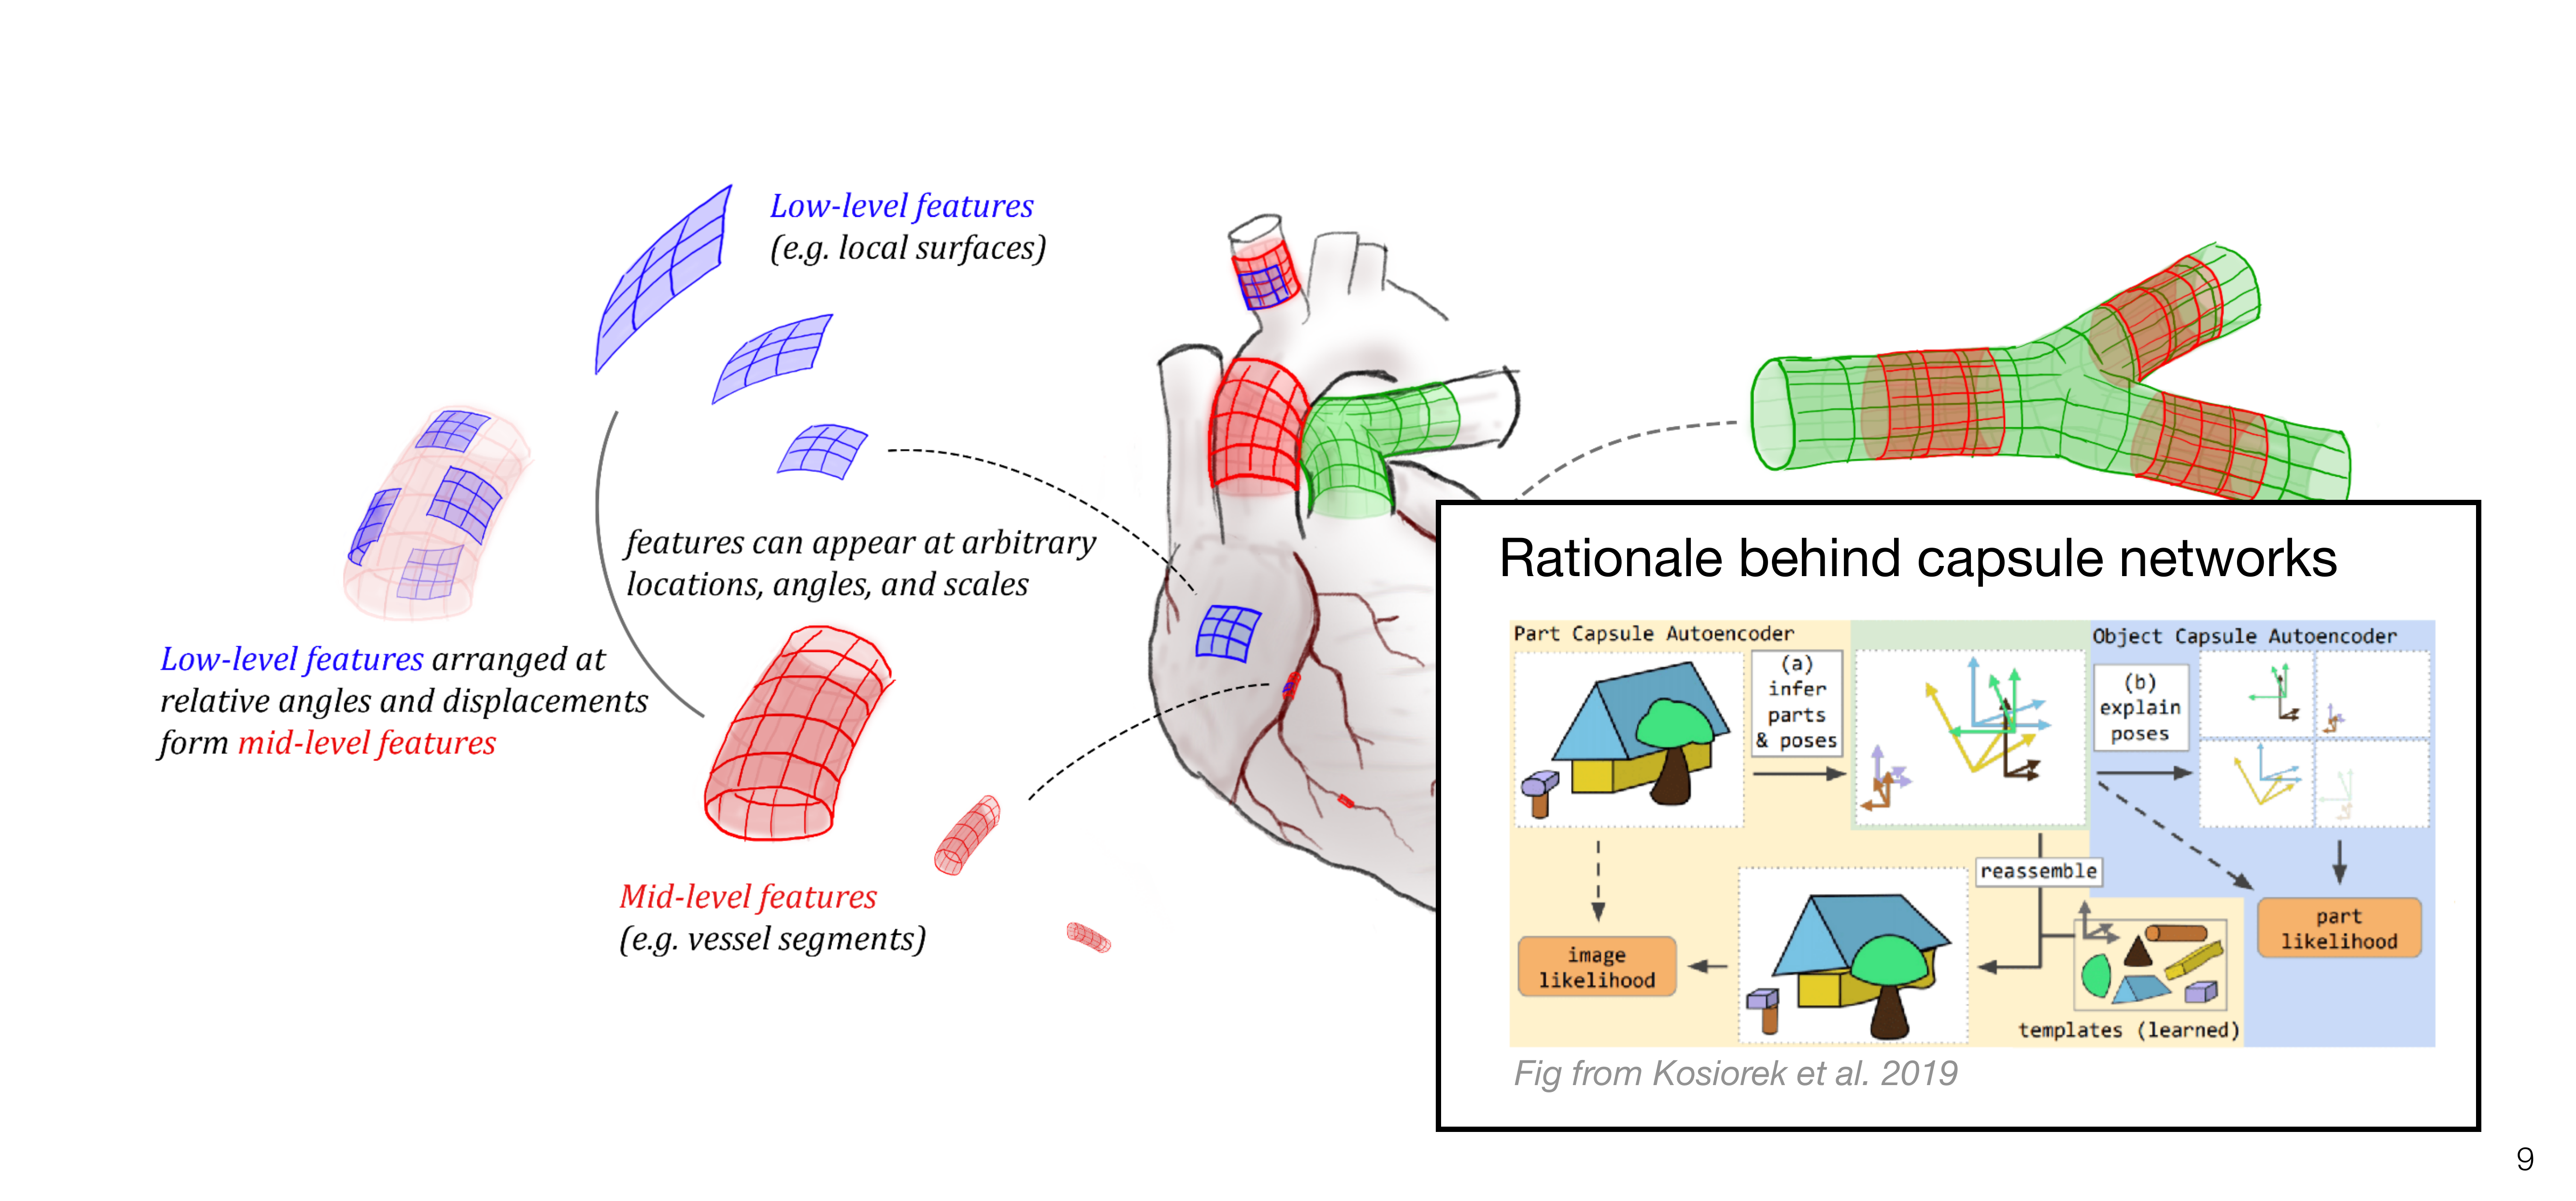 Low-level features
(e.g. local surfaces)
features can appear at arbitrary
locations, angles, and scales
Low-level features arranged at
relative angles and displacements
form mid-level features
Mid-level features
(e.g. vessel segments)
Rationale behind capsule networks
Part Capsule Autoencoder
Object Capsule Autoencoder
(a)
infer
parts
& poses
(b)
explain
poses
reassemble
image
likelihood
part
likelihood
templates (learned)
Fig from Kosiorek et al. 2019
9